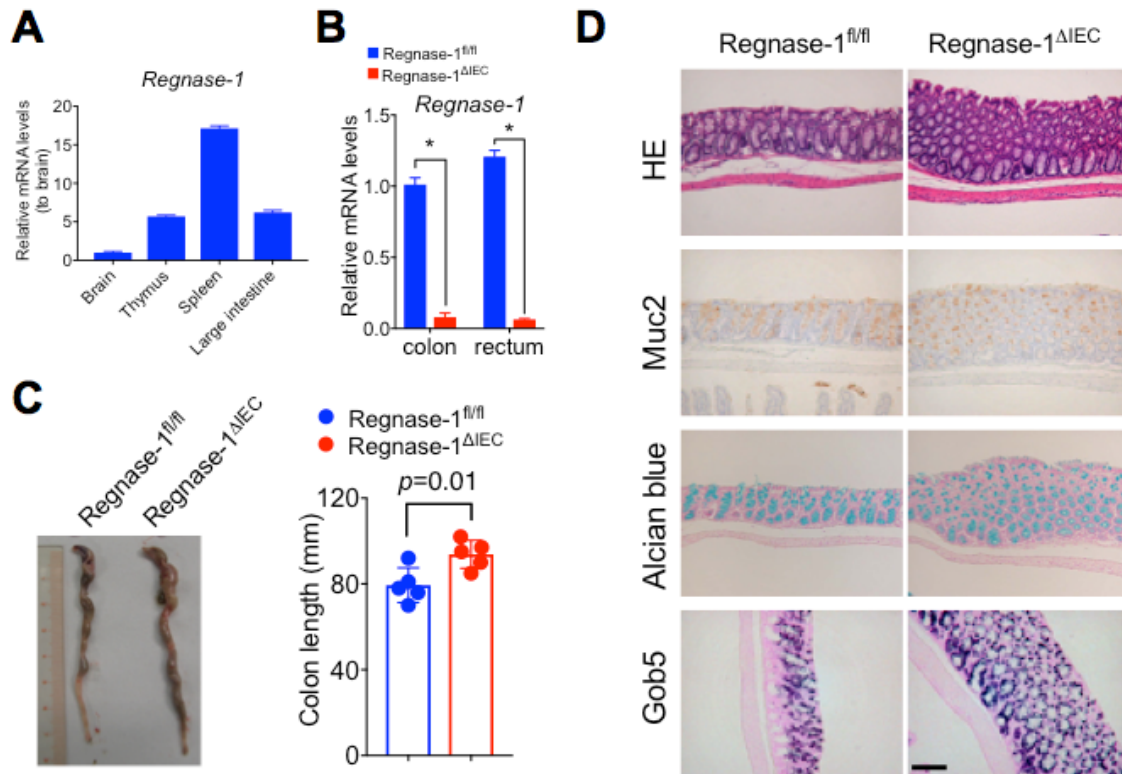 A
Regnase-1
Relative mRNA levels
(to brain)
20
15
10
5
0
Brain
Thymus
Spleen
Large intestine
B
Regnase-1fl/fl
Regnase-1ΔIEC
Regnase-1
Relative mRNA levels
1.5
1.0
0.5
0.0
*
*
colon
rectum
C
Regnase-1fl/fl
Regnase-1ΔIEC
Regnase-1fl/fl
Regnase-1ΔIEC
p=0.01
Colon length (mm)
120
80
40
0
D
Regnase-1fl/fl
Regnase-1ΔIEC
HE
Muc2
Alcian blue
Gob5